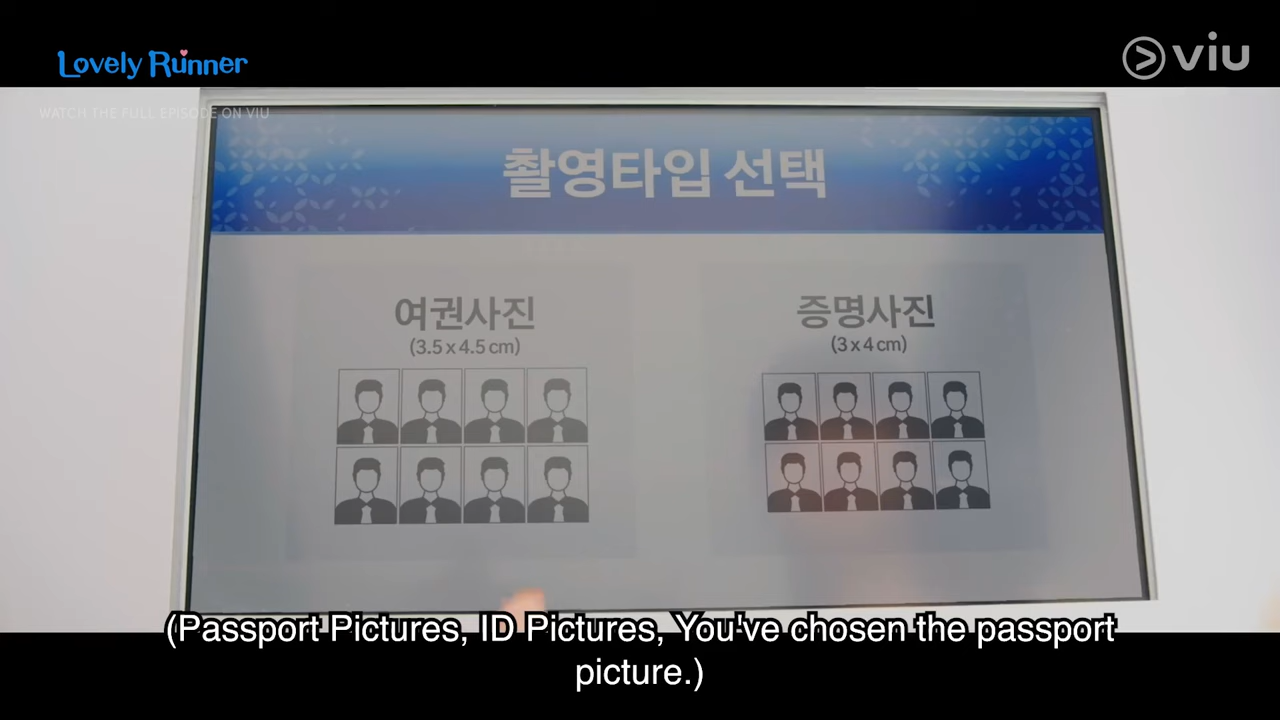 Lovely Runner
viu
WATCH THE FULL EPISODE ON VIU
촬영타입 선택
여권사진
(3.5 x 4.5 cm)
증명사진
(3 x 4 cm)
(Passport Pictures, ID Pictures, You've chosen the passport
picture.)